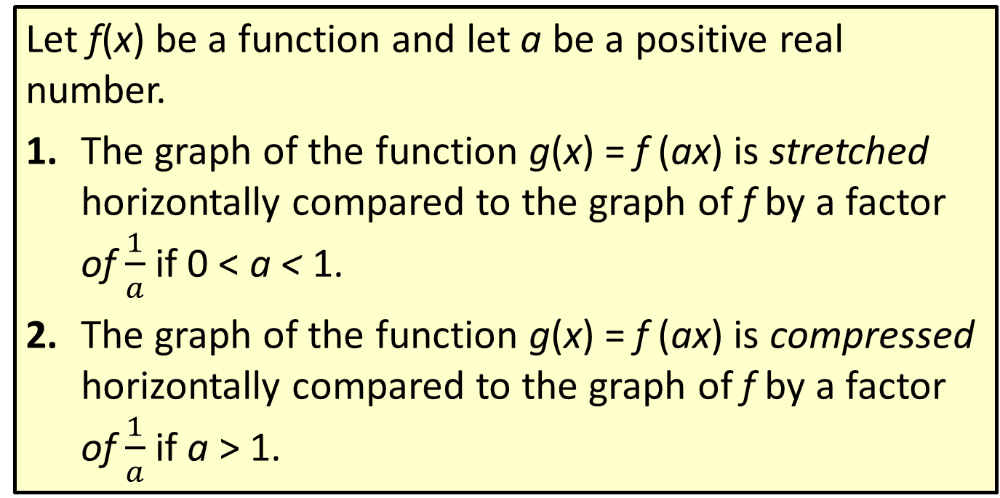 Let f(x) be a function and let a be a positive real
number.
1. The graph of the function g(x) = f (ax) is stretched
horizontally compared to the graph of f by a factor
of 1/a if 0 < a < 1.
2. The graph of the function g(x) = f (ax) is compressed
horizontally compared to the graph of f by a factor
of 1/a if a > 1.